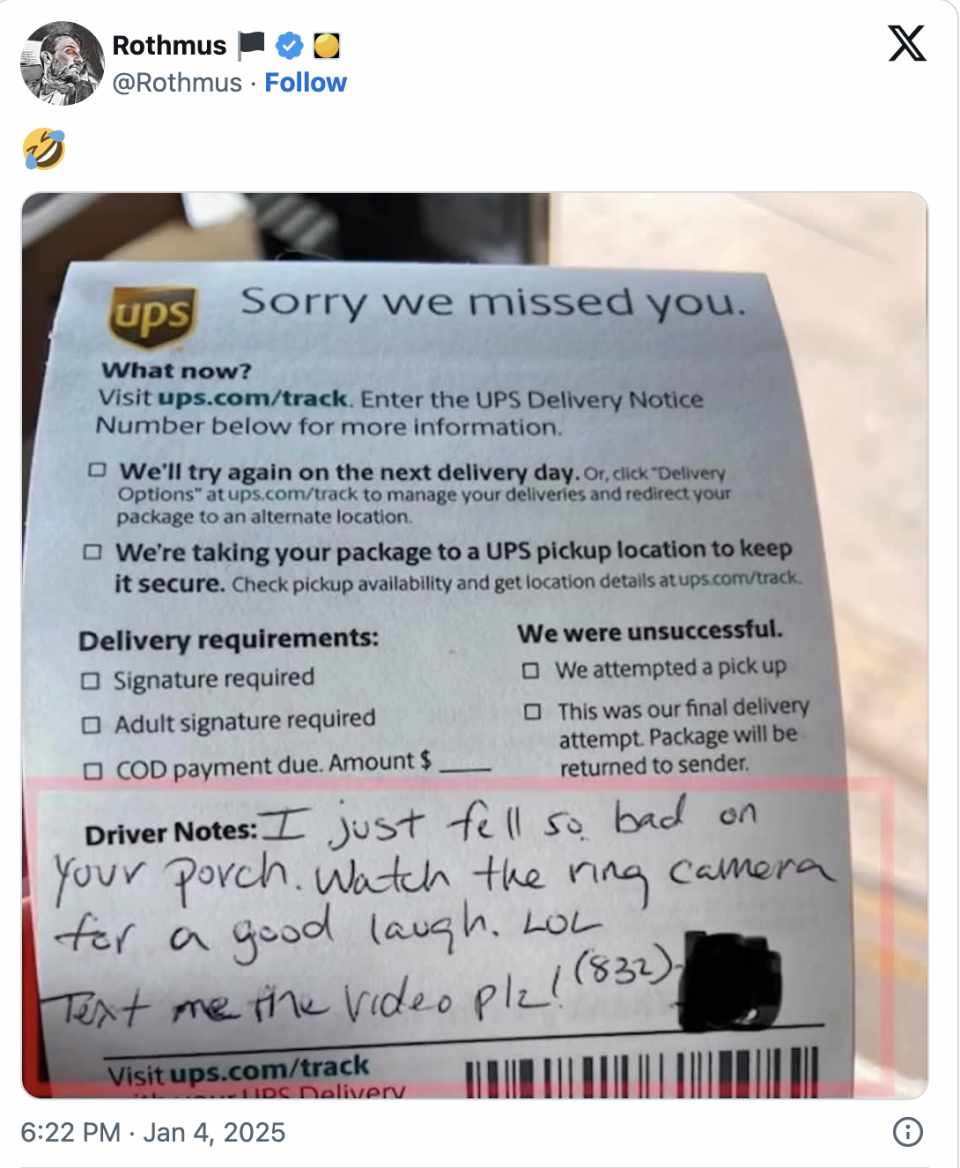 Rothmus
@Rothmus · Follow
ups Sorry we missed you.
What now?
Visit ups.com/track. Enter the UPS Delivery Notice
Number below for more information.
We'll try again on the next delivery day. Or, click "Delivery
Options" at ups.com/track to manage your deliveries and redirect your
package to an alternate location.
We're taking your package to a UPS pickup location to keep
it secure. Check pickup availability and get location details at ups.com/track.
Delivery requirements:
Signature required
Adult signature required
COD payment due. Amount $
We were unsuccessful.
We attempted a pick up
This was our final delivery
attempt. Package will be
returned to sender.
Driver Notes: I just fell so bad on
your porch. Watch the ring camera
for a good laugh. LOL
Text me the video plz! (832)-
Visit ups.com/track
UPS Delivery
6:22 PM · Jan 4, 2025